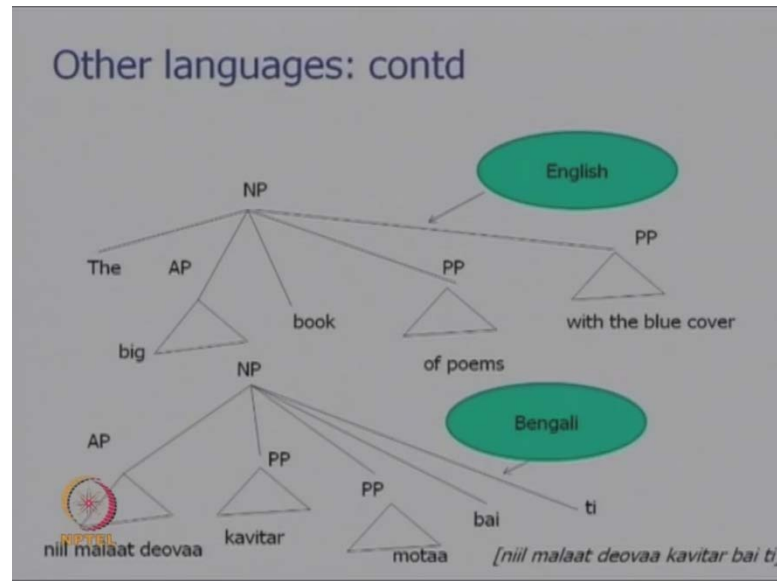 Other languages: contd
English
NP
PP
The
AP
PP
book
with the blue cover
big
of poems
NP
Bengali
AP
PP
PP
ti
bai
NPTEL
kavitar
niil malaat deovaa
motaa
[niil malaat deovaa kavitar bai ti]